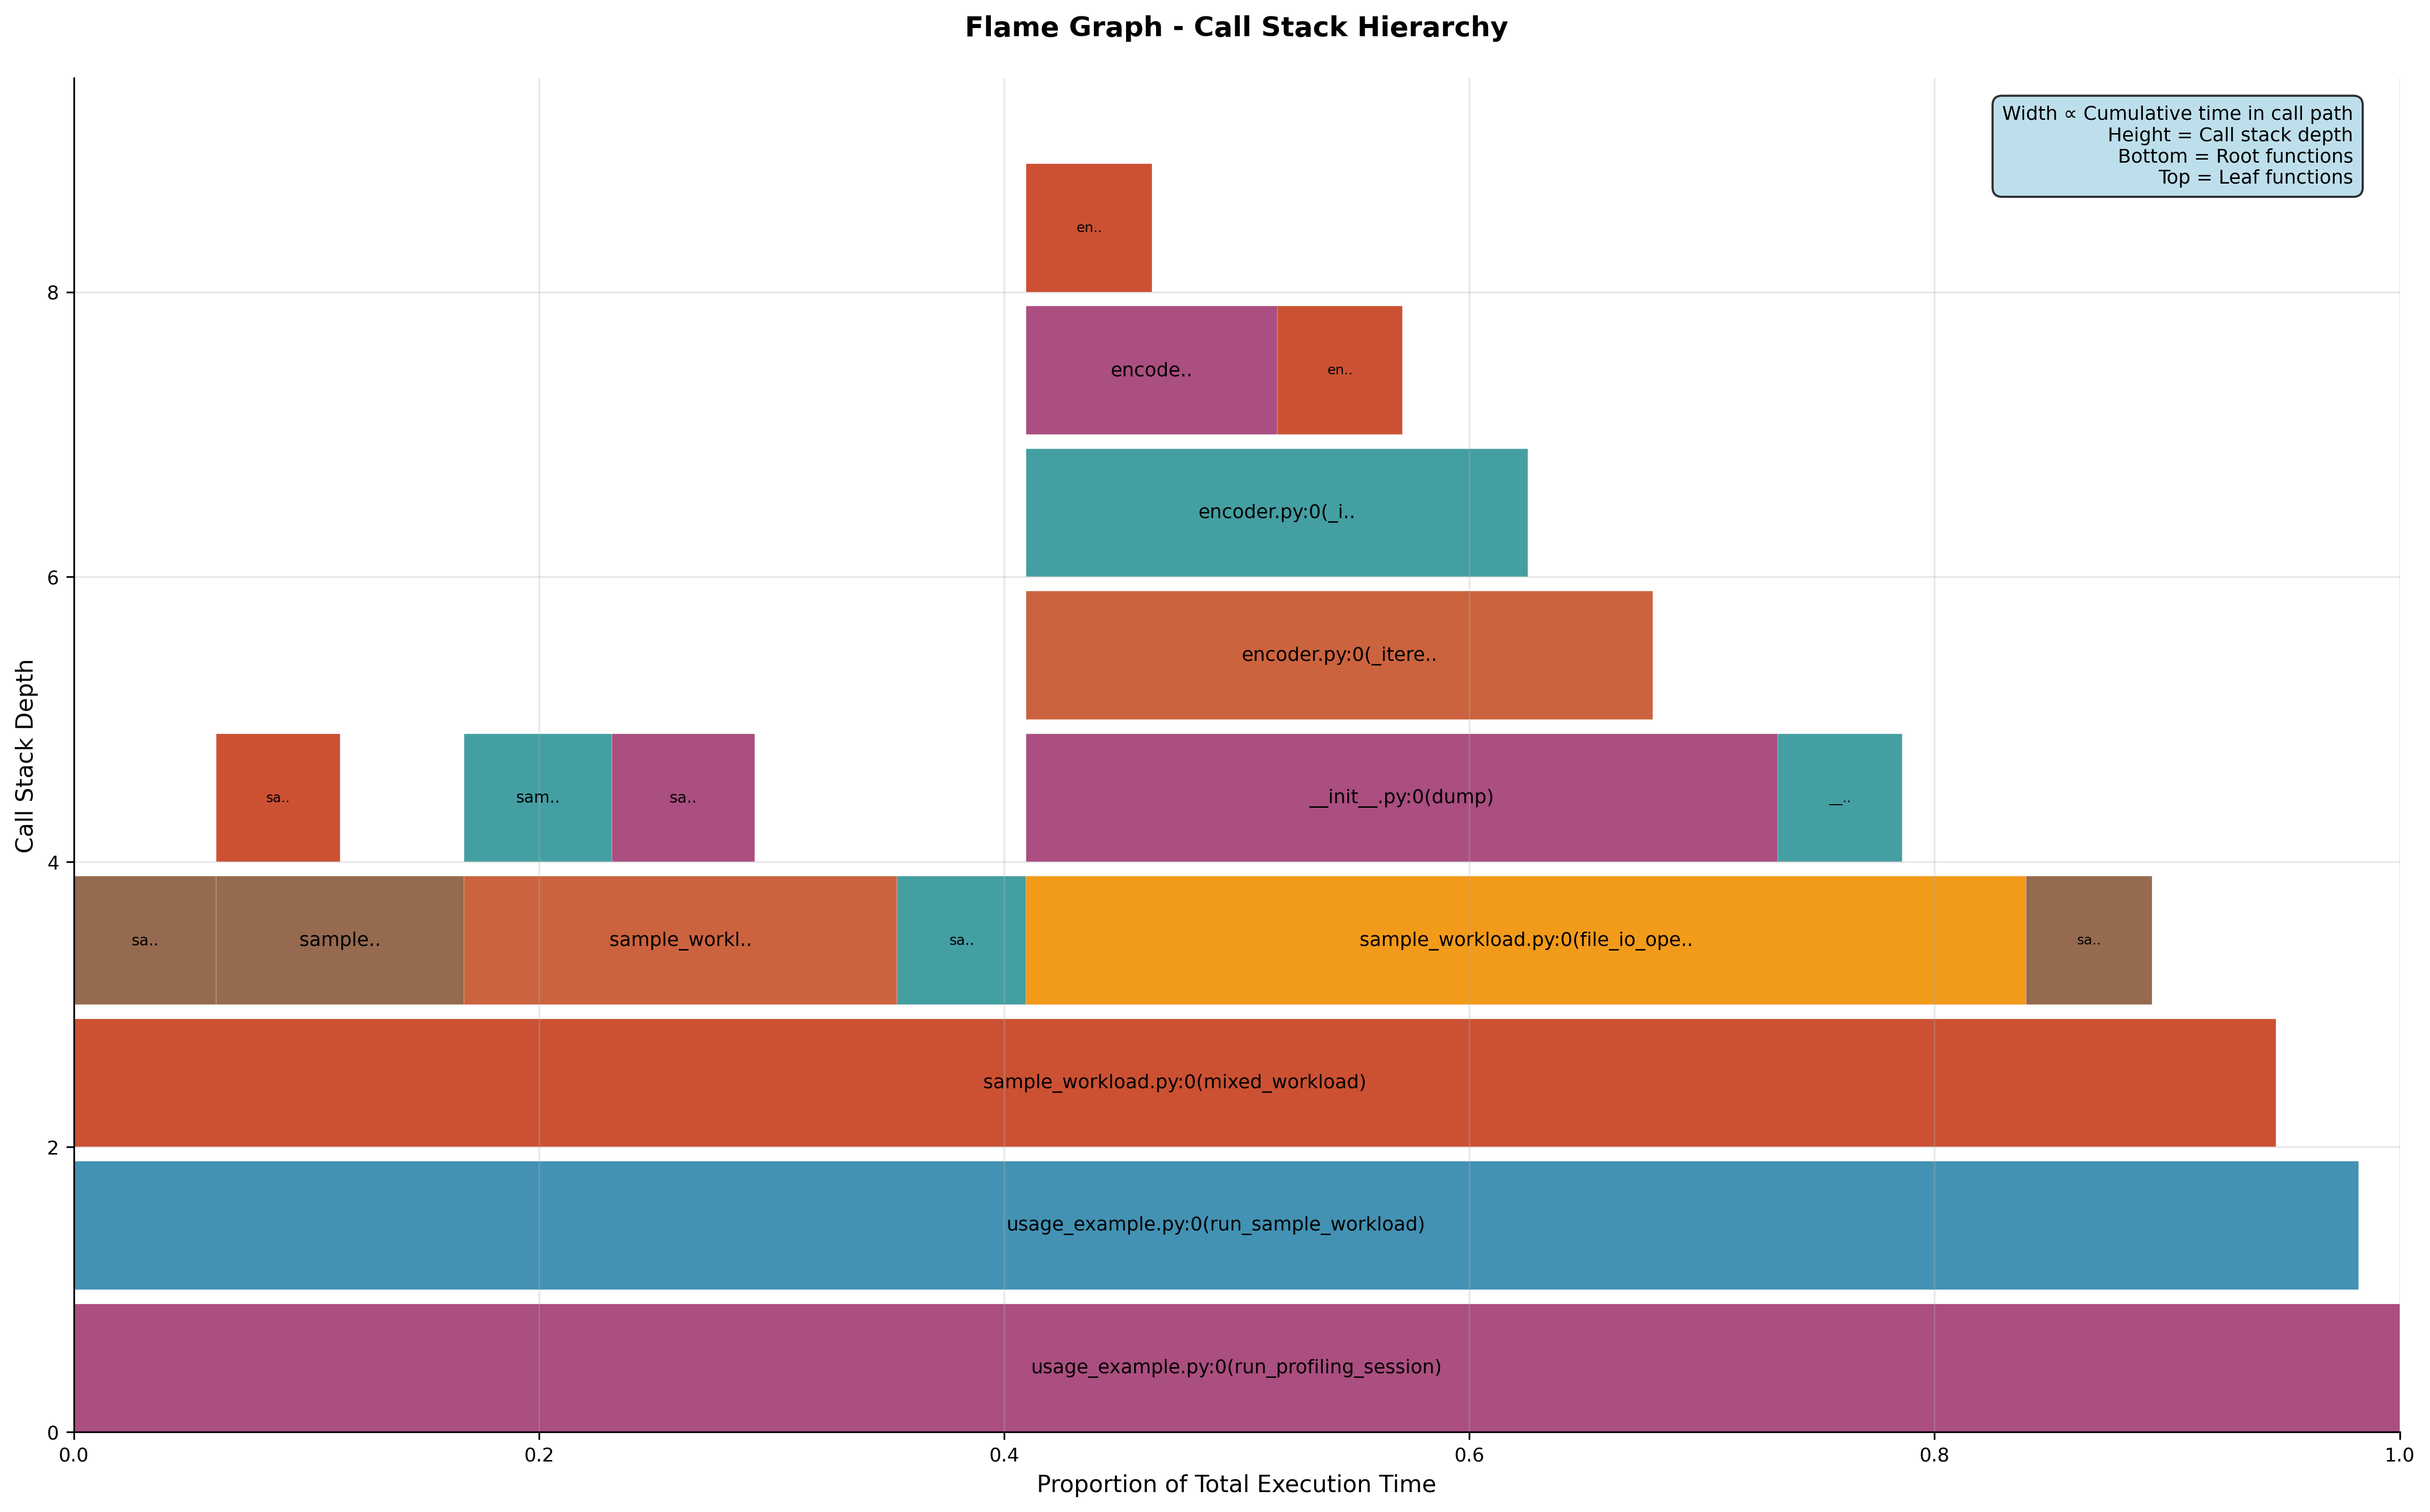 Flame Graph - Call Stack Hierarchy
Width ∝ Cumulative time in call path
Height = Call stack depth
Bottom = Root functions
Top = Leaf functions
en..
8
encode..
en..
encoder.py:0(_i..
6
encoder.py:0(_itere..
sa..
sam..
sa..
__init__.py:0(dump)
__..
4
sa..
sample..
sample_workl..
sa..
sample_workload.py:0(file_io_ope..
sa..
sample_workload.py:0(mixed_workload)
2
usage_example.py:0(run_sample_workload)
usage_example.py:0(run_profiling_session)
0
Call Stack Depth
0.0
0.2
0.4
0.6
0.8
1.0
Proportion of Total Execution Time